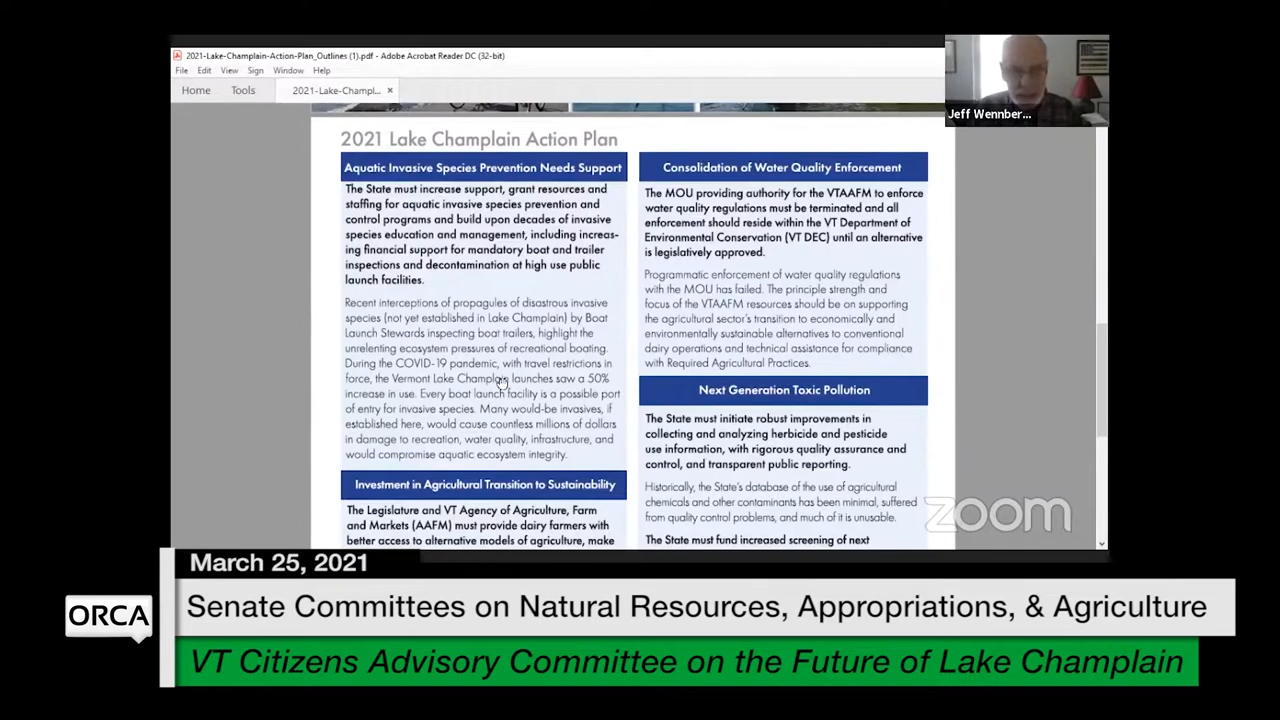 2021-Lake-Champlain-Action-Plan_Outlines (1).pdf - Adobe Acrobat Reader DC (32-bit)
File Edit View Sign Window Help
Home Tools 2021-Lake-Champl... ×
Jeff Wennber...
2021 Lake Champlain Action Plan
Aquatic Invasive Species Prevention Needs Support
The State must increase support, grant resources and
staffing for aquatic invasive species prevention and
control programs and build upon decades of invasive
species education and management, including increas-
ing financial support for mandatory boat and trailer
inspections and decontamination at high use public
launch facilities.
Recent interceptions of propagules of disastrous invasive
species (not yet established in Lake Champlain) by Boat
Launch Stewards inspecting boat trailers, highlight the
unrelenting ecosystem pressures of recreational boating.
During the COVID-19 pandemic, with travel restrictions in
force, the Vermont Lake Champlain launches saw a 50%
increase in use. Every boat launch facility is a possible port
of entry for invasive species. Many would-be invasives, if
established here, would cause countless millions of dollars
in damage to recreation, water quality, infrastructure, and
would compromise aquatic ecosystem integrity.
Investment in Agricultural Transition to Sustainability
The Legislature and VT Agency of Agriculture, Farm
and Markets (AAFM) must provide dairy farmers with
better access to alternative models of agriculture, make
Consolidation of Water Quality Enforcement
The MOU providing authority for the VTAAFM to enforce
water quality regulations must be terminated and all
enforcement should reside within the VT Department of
Environmental Conservation (VT DEC) until an alternative
is legislatively approved.
Programmatic enforcement of water quality regulations
with the MOU has failed. The principle strength and
focus of the VTAAFM resources should be on supporting
the agricultural sector's transition to economically and
environmentally sustainable alternatives to conventional
dairy operations and technical assistance for compliance
with Required Agricultural Practices.
Next Generation Toxic Pollution
The State must initiate robust improvements in
collecting and analyzing herbicide and pesticide
use information, with rigorous quality assurance and
control, and transparent public reporting.
Historically, the State's database of the use of agricultural
chemicals and other contaminants has been minimal, suffered
from quality control problems, and much of it is unusable.
The State must fund increased screening of next
zoom
March 25, 2021
ORCA
Senate Committees on Natural Resources, Appropriations, & Agriculture
VT Citizens Advisory Committee on the Future of Lake Champlain